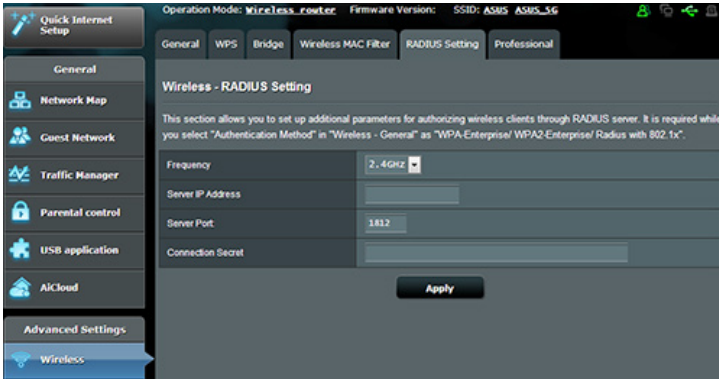 Quick Internet
Setup
Operation Mode: Wireless router Firmware Version: SSID: ASUS ASUS_5G
General WPS Bridge Wireless MAC Filter RADIUS Setting Professional
General
Network Map
Guest Network
Traffic Manager
Parental control
USB application
AiCloud
Advanced Settings
Wireless
Wireless - RADIUS Setting
This section allows you to set up additional parameters for authorizing wireless clients through RADIUS server. It is required while
you select "Authentication Method" in "Wireless - General" as "WPA-Enterprise/ WPA2-Enterprise/ Radius with 802.1x".
Frequency 2.4GHz
Server IP Address
Server Port: 1812
Connection Secret
Apply